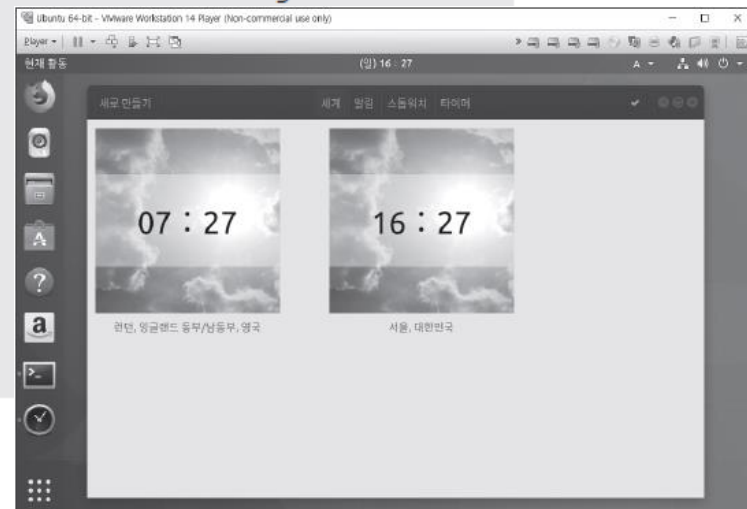 Ubuntu 64-bit - VMware Workstation 14 Player (Non-commercial use only)
Player
현재 활동
(일) 16 : 27
새로 만들기
세계 알림 스톱워치 타이머
07 : 27
16 : 27
런던, 잉글랜드 동부/남동부, 영국
서울, 대한민국